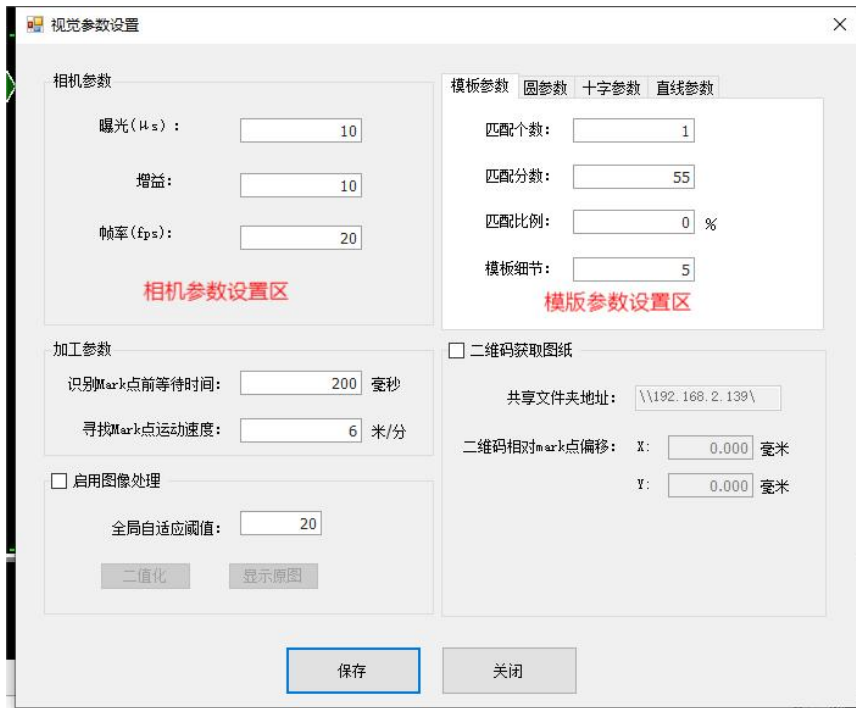 视觉参数设置
相机参数
曝光(μs)：
10
增益：
10
帧率(fps)：
20
相机参数设置区
模板参数 圆参数 十字参数 直线参数
匹配个数：
1
匹配分数：
55
匹配比例：
0 %
模板细节：
5
模版参数设置区
加工参数
识别Mark点前等待时间：
200 毫秒
寻找Mark点运动速度：
6 米/分
启用图像处理
全局自适应阈值：
20
二值化 显示原图
二维码获取图纸
共享文件夹地址：
\\192.168.2.139\
二维码相对mark点偏移： X: 0.000 毫米
Y: 0.000 毫米
保存 关闭